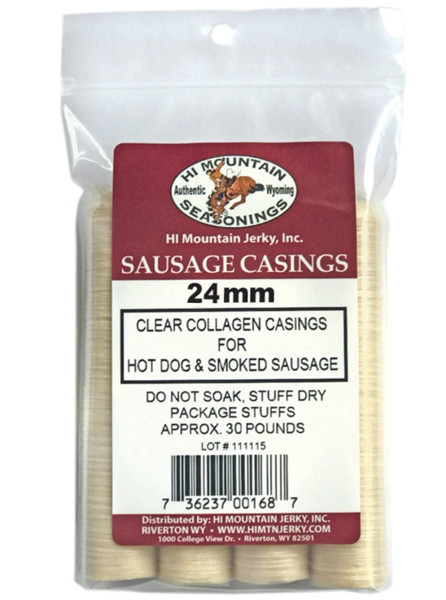 HI MOUNTAIN
Authentic Wyoming
SEASONINGS
HI Mountain Jerky, Inc.
SAUSAGE CASINGS
24mm
CLEAR COLLAGEN CASINGS
FOR
HOT DOG & SMOKED SAUSAGE
DO NOT SOAK, STUFF DRY
PACKAGE STUFFS
APPROX. 30 POUNDS
LOT # 111115
7 36237 00168 7
Distributed by: HI MOUNTAIN JERKY, INC.
RIVERTON WY • WWW.HIMTNJERKY.COM
1000 College View Dr. • Riverton, WY 82501